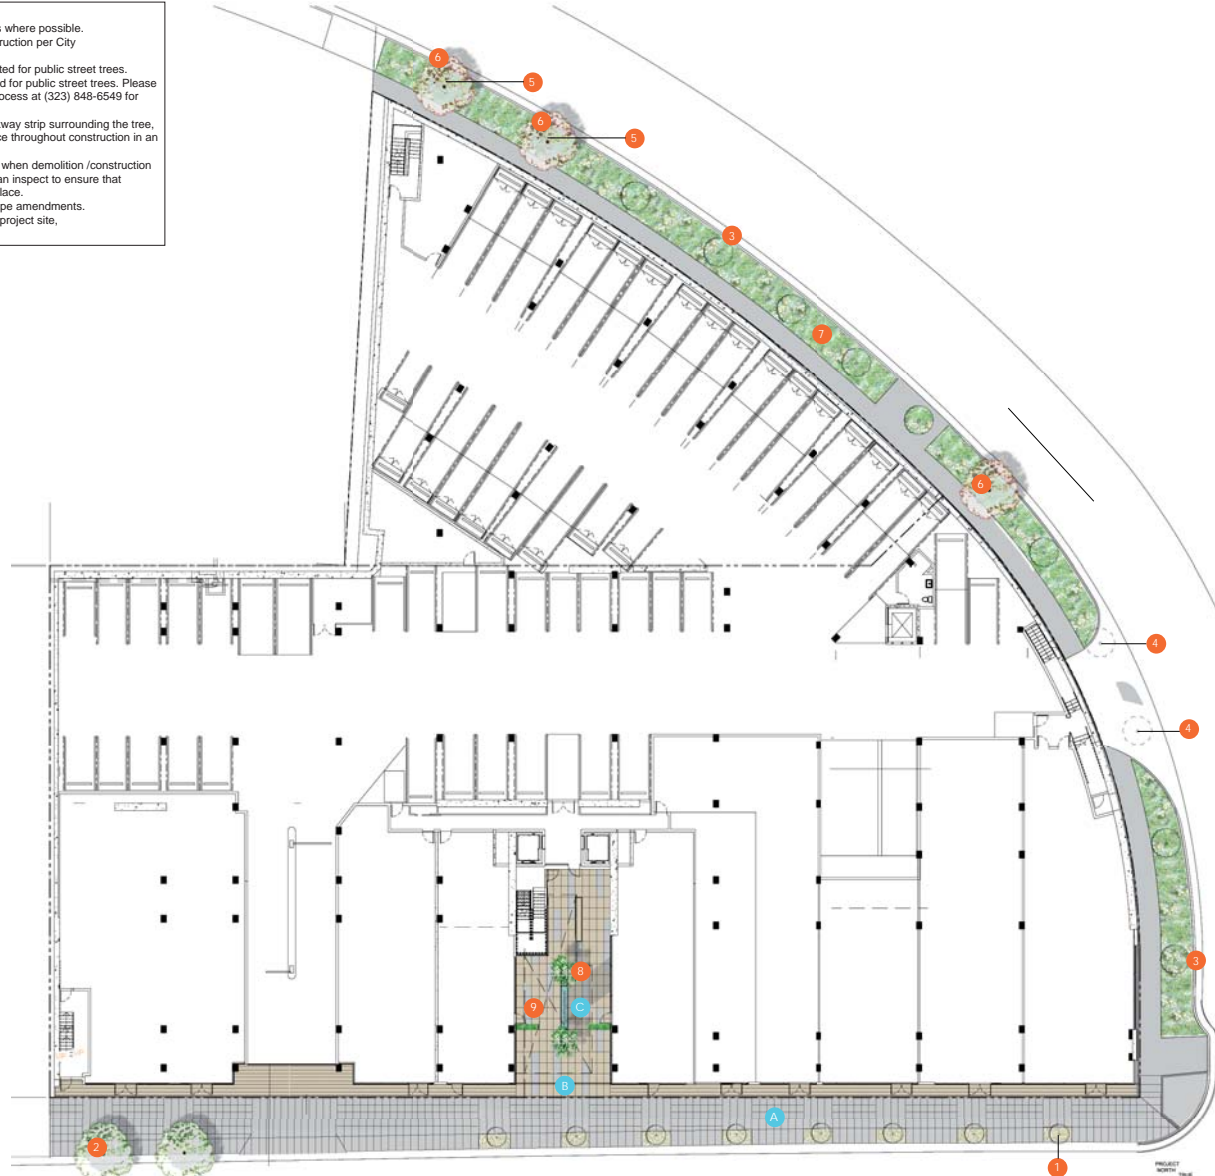 s where possible.
ruction per City
ted for public street trees.
d for public street trees. Please
ocess at (323) 848-6549 for
way strip surrounding the tree,
ce throughout construction in an
when demolition /construction
an inspect to ensure that
lace.
pe amendments.
project site,
6
5
6
5
3
7
6
4
4
8
3
9
C
B
A
2
1
PROJECT
NORTH
TRUE